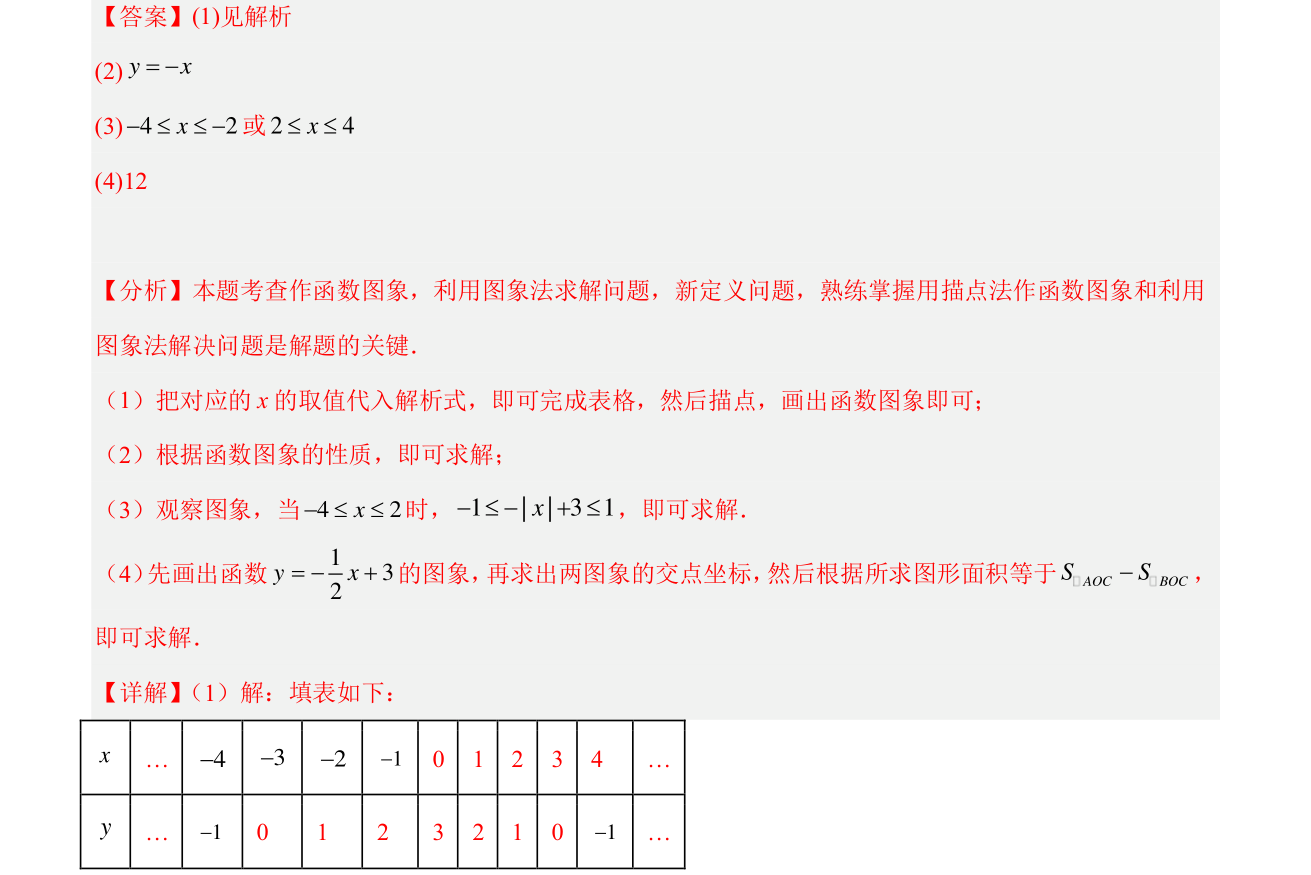 【答案】(1)见解析
(2) y = −x
(3) −4 ≤ x ≤ −2 或 2 ≤ x ≤ 4
(4)12
【分析】本题考查作函数图象，利用图象法求解问题，新定义问题，熟练掌握用描点法作函数图象和利用
图象法解决问题是解题的关键．
（1）把对应的 x 的取值代入解析式，即可完成表格，然后描点，画出函数图象即可；
（2）根据函数图象的性质，即可求解；
（3）观察图象，当 −4 ≤ x ≤ 2 时， −1 ≤ −|x|+3 ≤ 1，即可求解．
（4）先画出函数 y = −1/2 x + 3 的图象，再求出两图象的交点坐标，然后根据所求图形面积等于 S□AOC − S□BOC，
即可求解．
【详解】（1）解：填表如下：
x … −4 −3 −2 −1 0 1 2 3 4 …
y … −1 0 1 2 3 2 1 0 −1 …